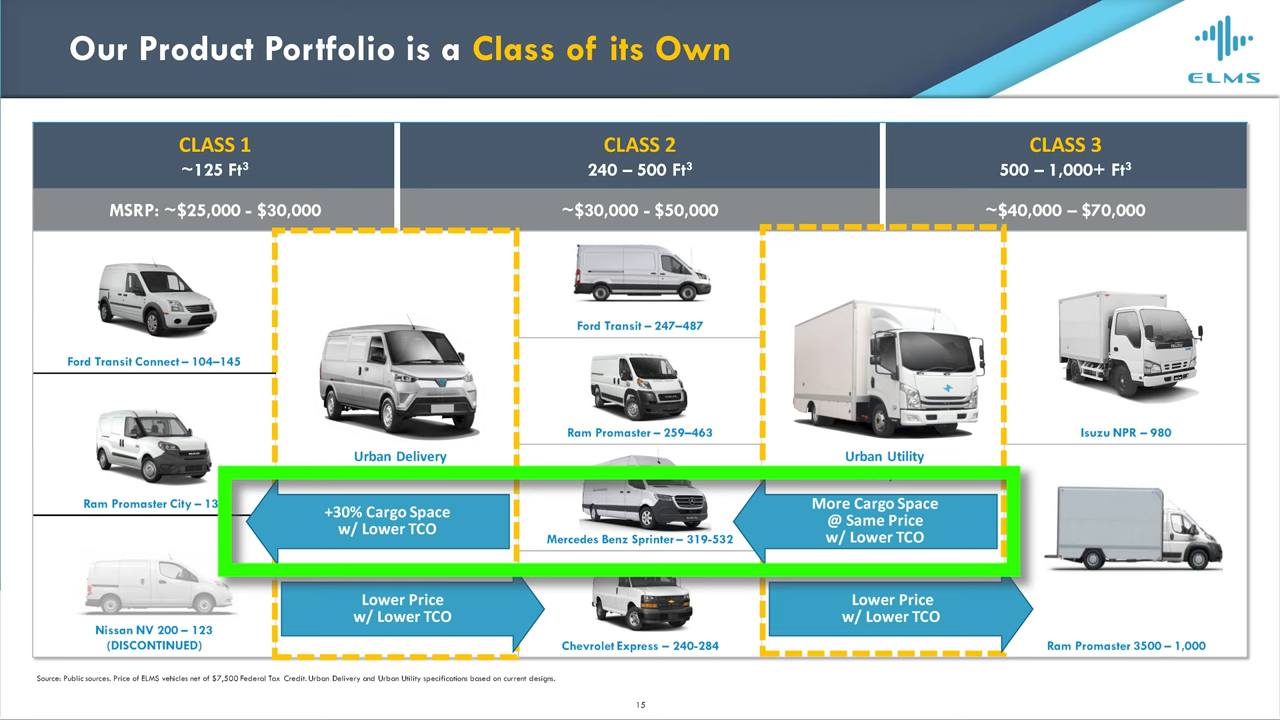 Our Product Portfolio is a Class of its Own
ELMS
CLASS 1
~125 Ft³
CLASS 2
240 – 500 Ft³
CLASS 3
500 – 1,000+ Ft³
MSRP: ~$25,000 - $30,000
~$30,000 - $50,000
~$40,000 – $70,000
Ford Transit Connect – 104–145
Ram Promaster City – 13
Nissan NV 200 – 123
(DISCONTINUED)
Urban Delivery
+30% Cargo Space
w/ Lower TCO
Lower Price
w/ Lower TCO
Ford Transit – 247–487
Ram Promaster – 259–463
Mercedes Benz Sprinter – 319-532
Chevrolet Express – 240-284
Urban Utility
More Cargo Space
@ Same Price
w/ Lower TCO
Lower Price
w/ Lower TCO
ISUZU
Isuzu NPR – 980
Ram Promaster 3500 – 1,000
Source: Public sources. Price of ELMS vehicles net of $7,500 Federal Tax Credit. Urban Delivery and Urban Utility specifications based on current designs.
15